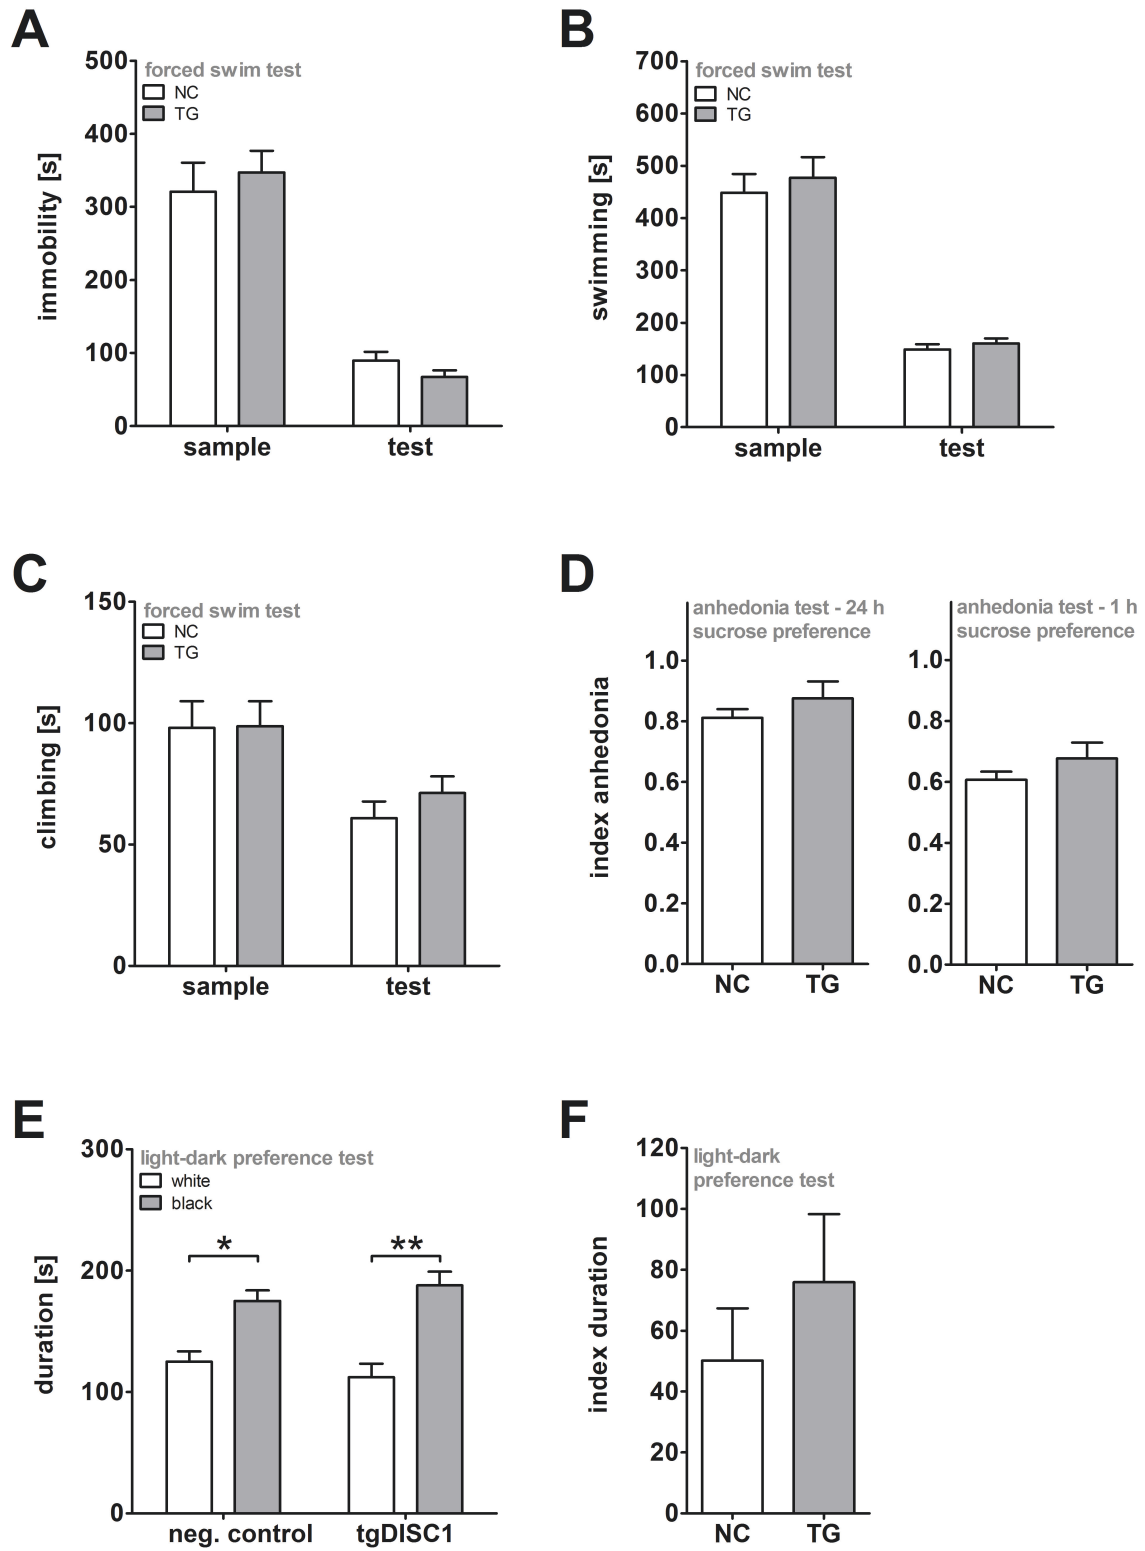 A
500
400
300
200
100
0
immobility [s]
forced swim test
NC
TG
sample
test
B
700
600
500
400
300
200
100
0
swimming [s]
forced swim test
NC
TG
sample
test
C
150
100
50
0
climbing [s]
forced swim test
NC
TG
sample
test
D
index anhedonia
anhedonia test - 24 h
sucrose preference
1.0
0.8
0.6
0.4
0.2
0.0
NC
TG
anhedonia test - 1 h
sucrose preference
1.0
0.8
0.6
0.4
0.2
0.0
NC
TG
E
300
200
100
0
duration [s]
light-dark preference test
white
black
*
**
neg. control
tgDISC1
F
120
100
80
60
40
20
0
index duration
light-dark
preference test
NC
TG